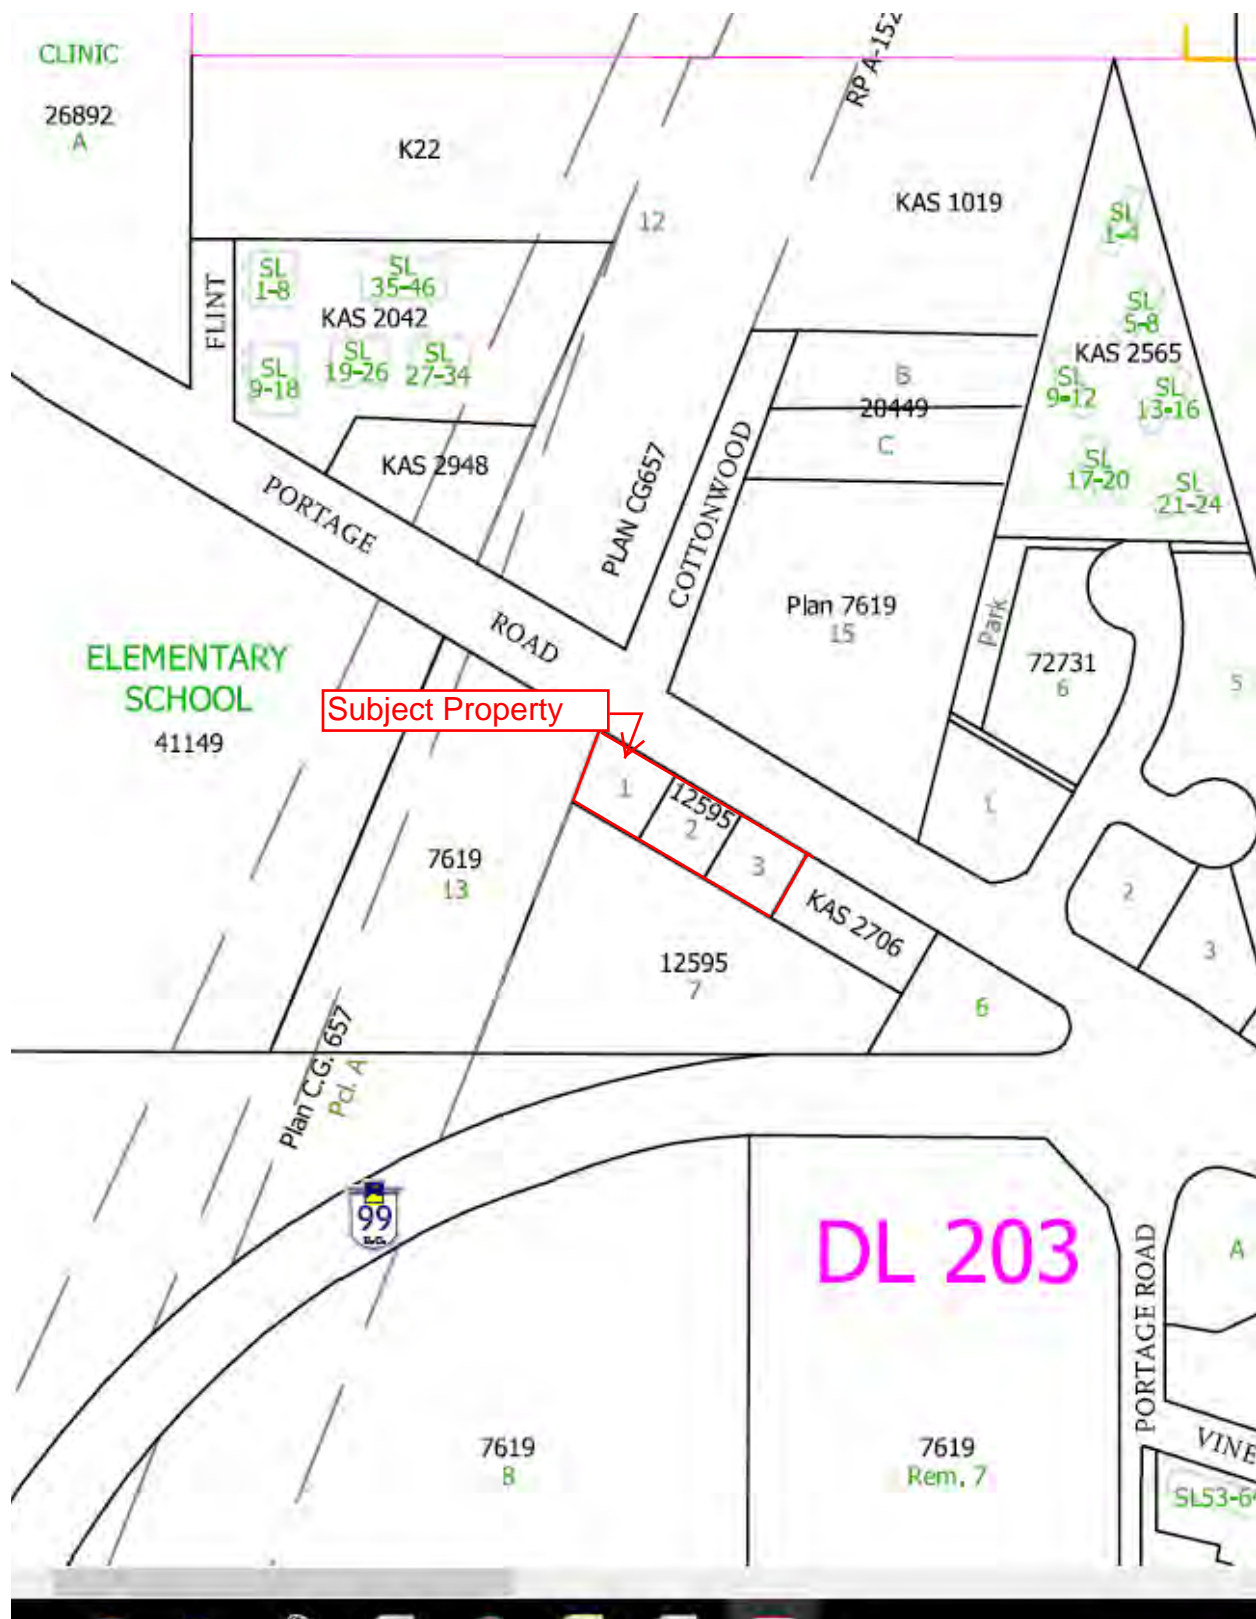 CLINIC
26892
A
K22
RP A-152
12
KAS 1019
SL
SL
1-8
SL
35-46
KAS 2042
FLINT
SL
9-18
SL
19-26
SL
27-34
SL
5-8
KAS 2565
SL
9-12
SL
13-16
B
20449
C
KAS 2948
PLAN CG657
COTTONWOOD
SL
17-20
SL
21-24
PORTAGE
ROAD
Plan 7619
15
Park
72731
6
5
ELEMENTARY
SCHOOL
41149
Subject Property
1
12595
2
3
1
7619
13
KAS 2706
2
3
12595
7
6
Plan C.G. 657
Pcl. A
99
DL 203
PORTAGE ROAD
A
7619
B
7619
Rem. 7
VINE
SL53-6